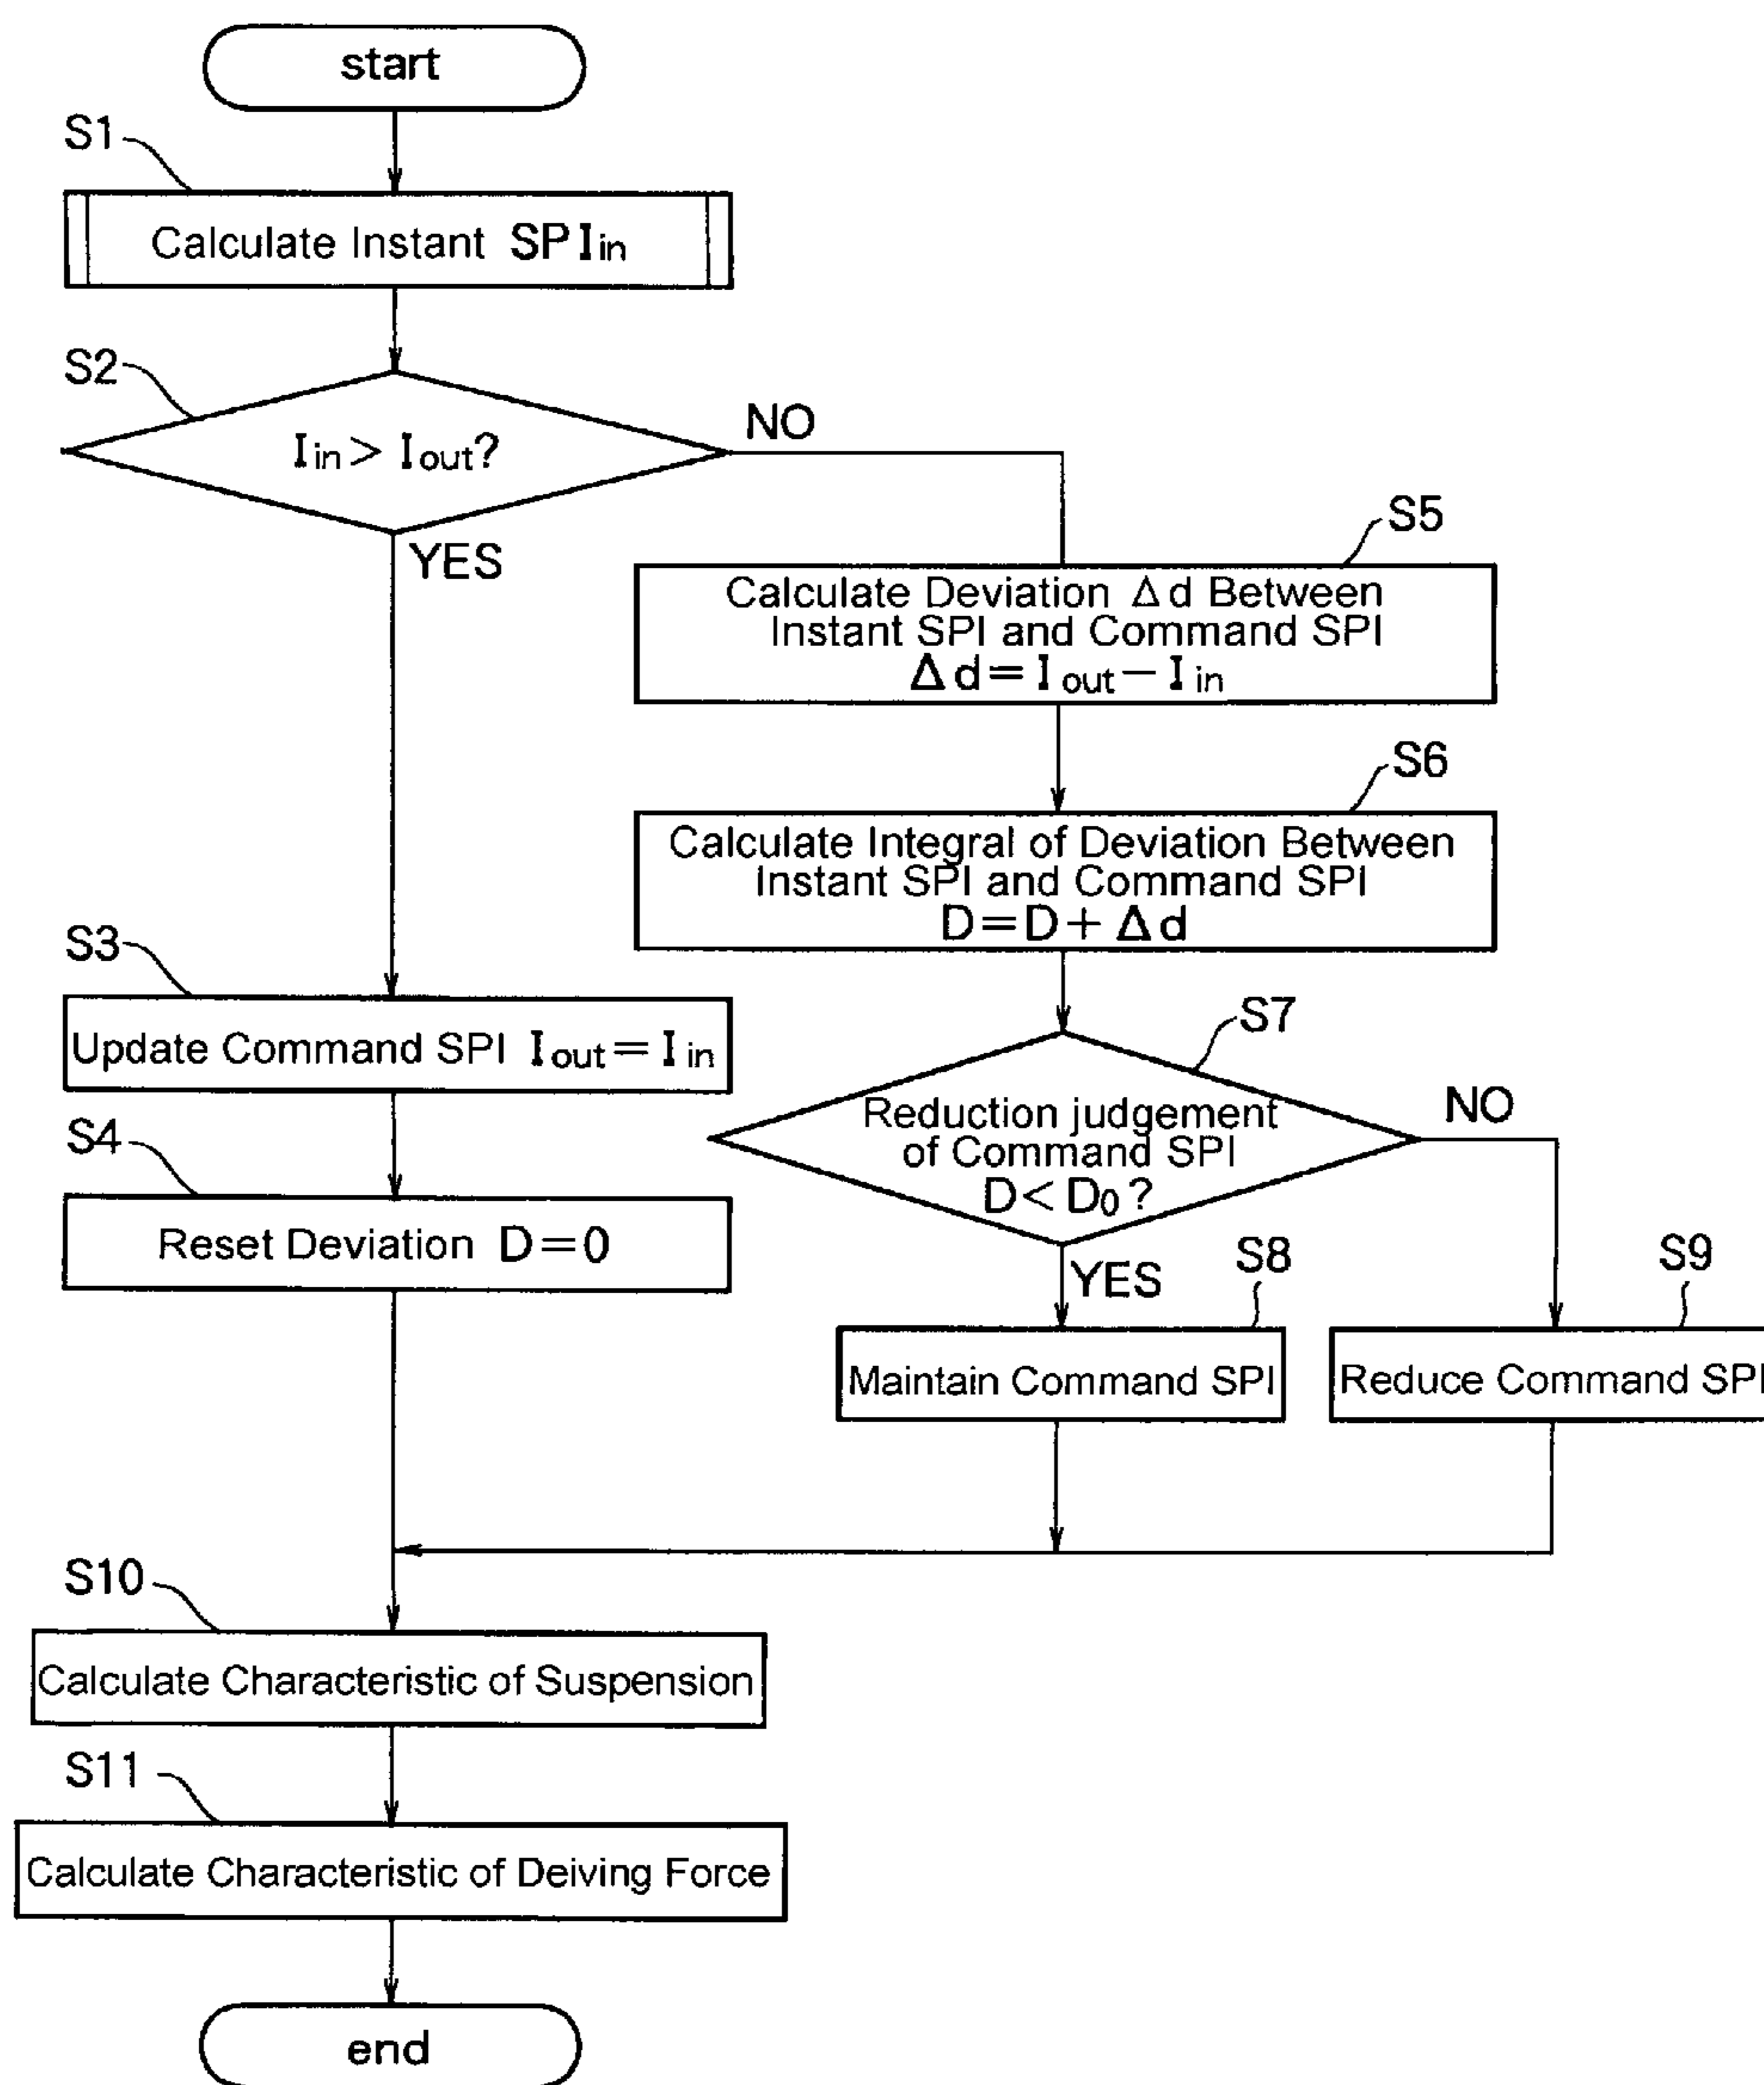 start
S1
Calculate Instant SPI in
S2
I in > I out?
NO
YES
S5
Calculate Deviation Δd Between
Instant SPI and Command SPI
Δd = I out − I in
S6
Calculate Integral of Deviation Between
Instant SPI and Command SPI
D = D + Δd
S3
Update Command SPI I out = I in
S7
Reduction judgement
of Command SPI
D < D0 ?
NO
YES
S4
Reset Deviation D = 0
S8
Maintain Command SPI
S9
Reduce Command SPI
S10
Calculate Characteristic of Suspension
S11
Calculate Characteristic of Deiving Force
end